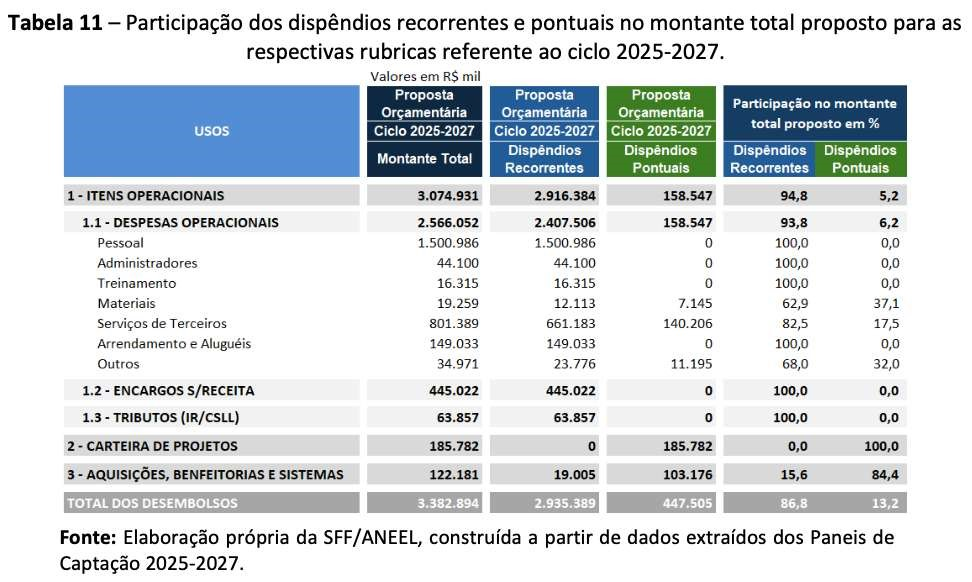 Tabela 11 – Participação dos dispêndios recorrentes e pontuais no montante total proposto para as
respectivas rubricas referente ao ciclo 2025-2027.
Valores em R$ mil
USOS
Proposta Orçamentária Ciclo 2025-2027 Montante Total
Proposta Orçamentária Ciclo 2025-2027 Dispêndios Recorrentes
Proposta Orçamentária Ciclo 2025-2027 Dispêndios Pontuais
Participação no montante total proposto em %
Dispêndios Recorrentes
Dispêndios Pontuais
1 - ITENS OPERACIONAIS 3.074.931 2.916.384 158.547 94,8 5,2
1.1 - DESPESAS OPERACIONAIS 2.566.052 2.407.506 158.547 93,8 6,2
Pessoal 1.500.986 1.500.986 0 100,0 0,0
Administradores 44.100 44.100 0 100,0 0,0
Treinamento 16.315 16.315 0 100,0 0,0
Materiais 19.259 12.113 7.145 62,9 37,1
Serviços de Terceiros 801.389 661.183 140.206 82,5 17,5
Arrendamento e Aluguéis 149.033 149.033 0 100,0 0,0
Outros 34.971 23.776 11.195 68,0 32,0
1.2 - ENCARGOS S/RECEITA 445.022 445.022 0 100,0 0,0
1.3 - TRIBUTOS (IR/CSLL) 63.857 63.857 0 100,0 0,0
2 - CARTEIRA DE PROJETOS 185.782 0 185.782 0,0 100,0
3 - AQUISIÇÕES, BENFEITORIAS E SISTEMAS 122.181 19.005 103.176 15,6 84,4
TOTAL DOS DESEMBOLSOS 3.382.894 2.935.389 447.505 86,8 13,2
Fonte: Elaboração própria da SFF/ANEEL, construída a partir de dados extraídos dos Paneis de
Captação 2025-2027.